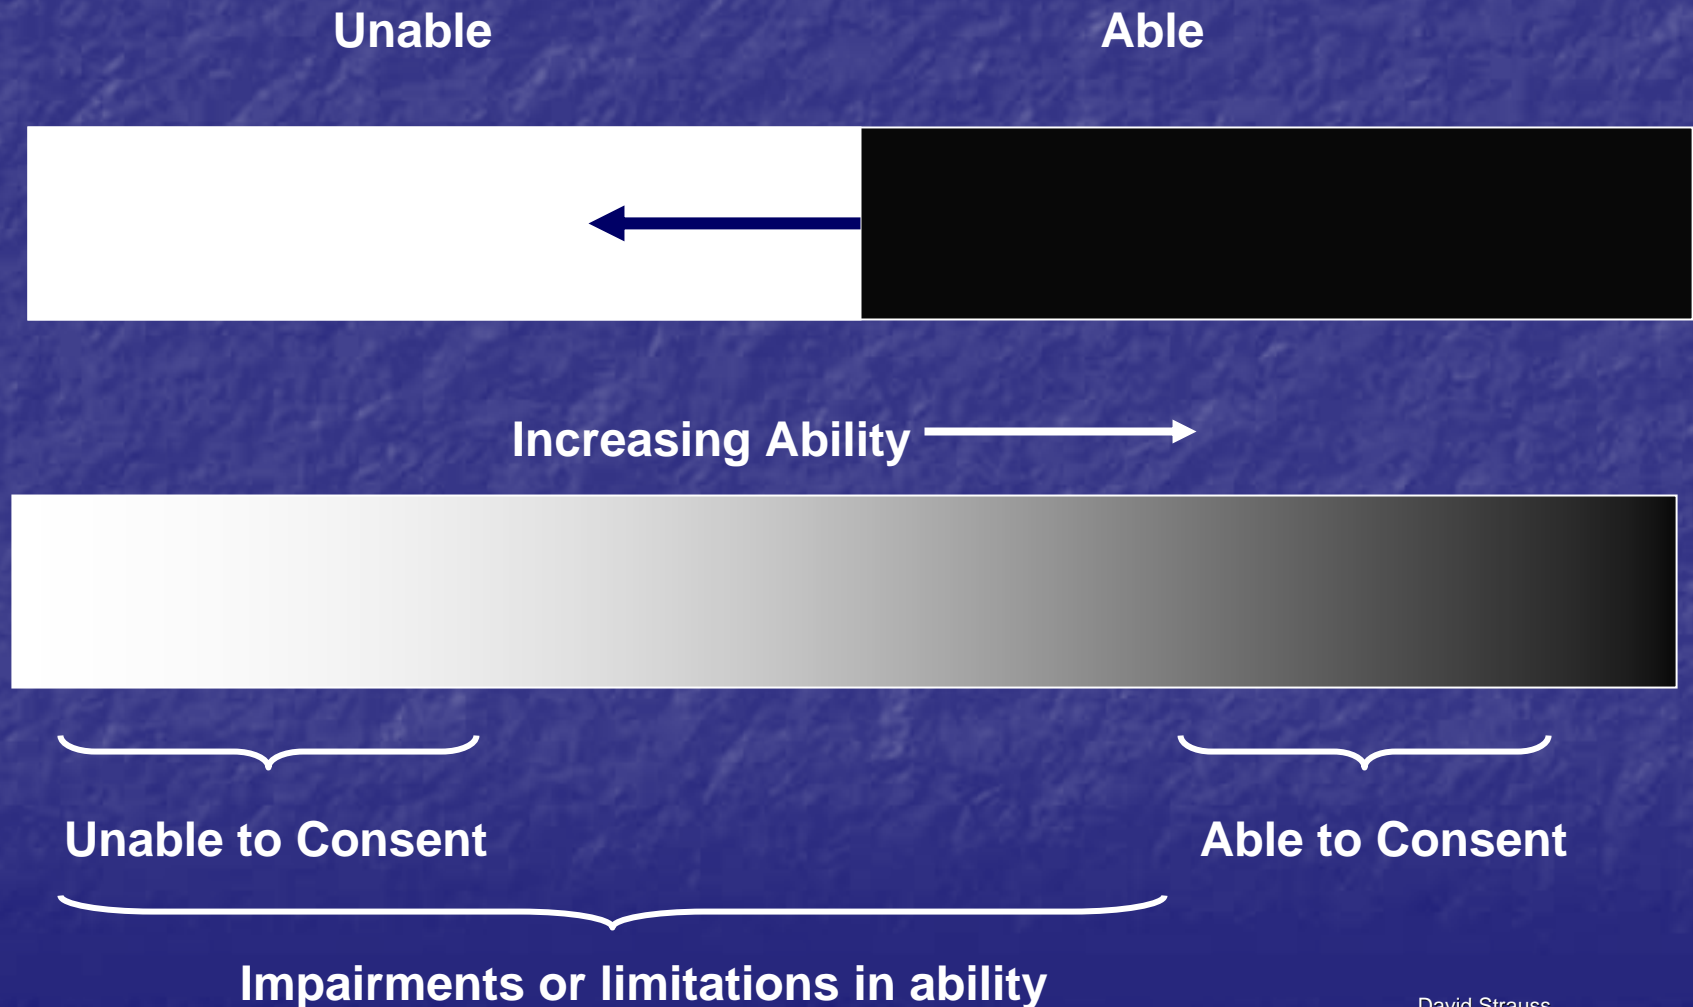 Unable Able
Increasing Ability
Unable to Consent Able to Consent
Impairments or limitations in ability
David Strauss